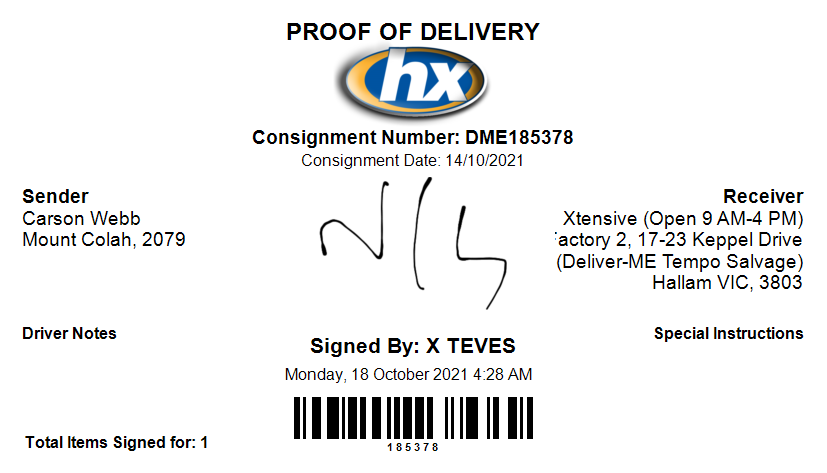 PROOF OF DELIVERY
hx
Consignment Number: DME185378
Consignment Date: 14/10/2021
Sender
Carson Webb
Mount Colah, 2079
Receiver
Xtensive (Open 9 AM-4 PM)
actory 2, 17-23 Keppel Drive
(Deliver-ME Tempo Salvage)
Hallam VIC, 3803
Driver Notes
Special Instructions
Signed By: X TEVES
Monday, 18 October 2021 4:28 AM
185378
Total Items Signed for: 1